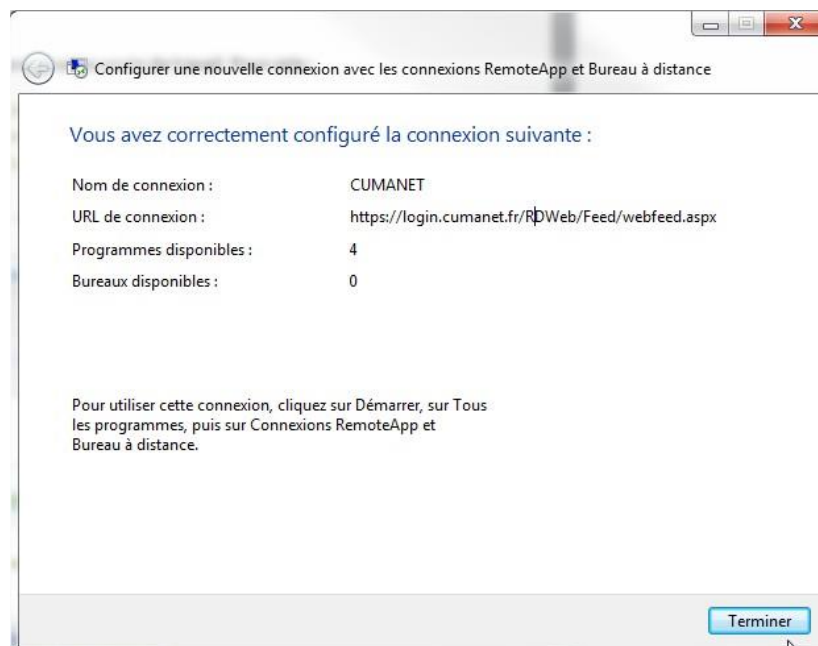 Configurer une nouvelle connexion avec les connexions RemoteApp et Bureau à distance
Vous avez correctement configuré la connexion suivante :
Nom de connexion : CUMANET
URL de connexion : https://login.cumanet.fr/RDWeb/Feed/webfeed.aspx
Programmes disponibles : 4
Bureaux disponibles : 0
Pour utiliser cette connexion, cliquez sur Démarrer, sur Tous
les programmes, puis sur Connexions RemoteApp et
Bureau à distance.
Terminer